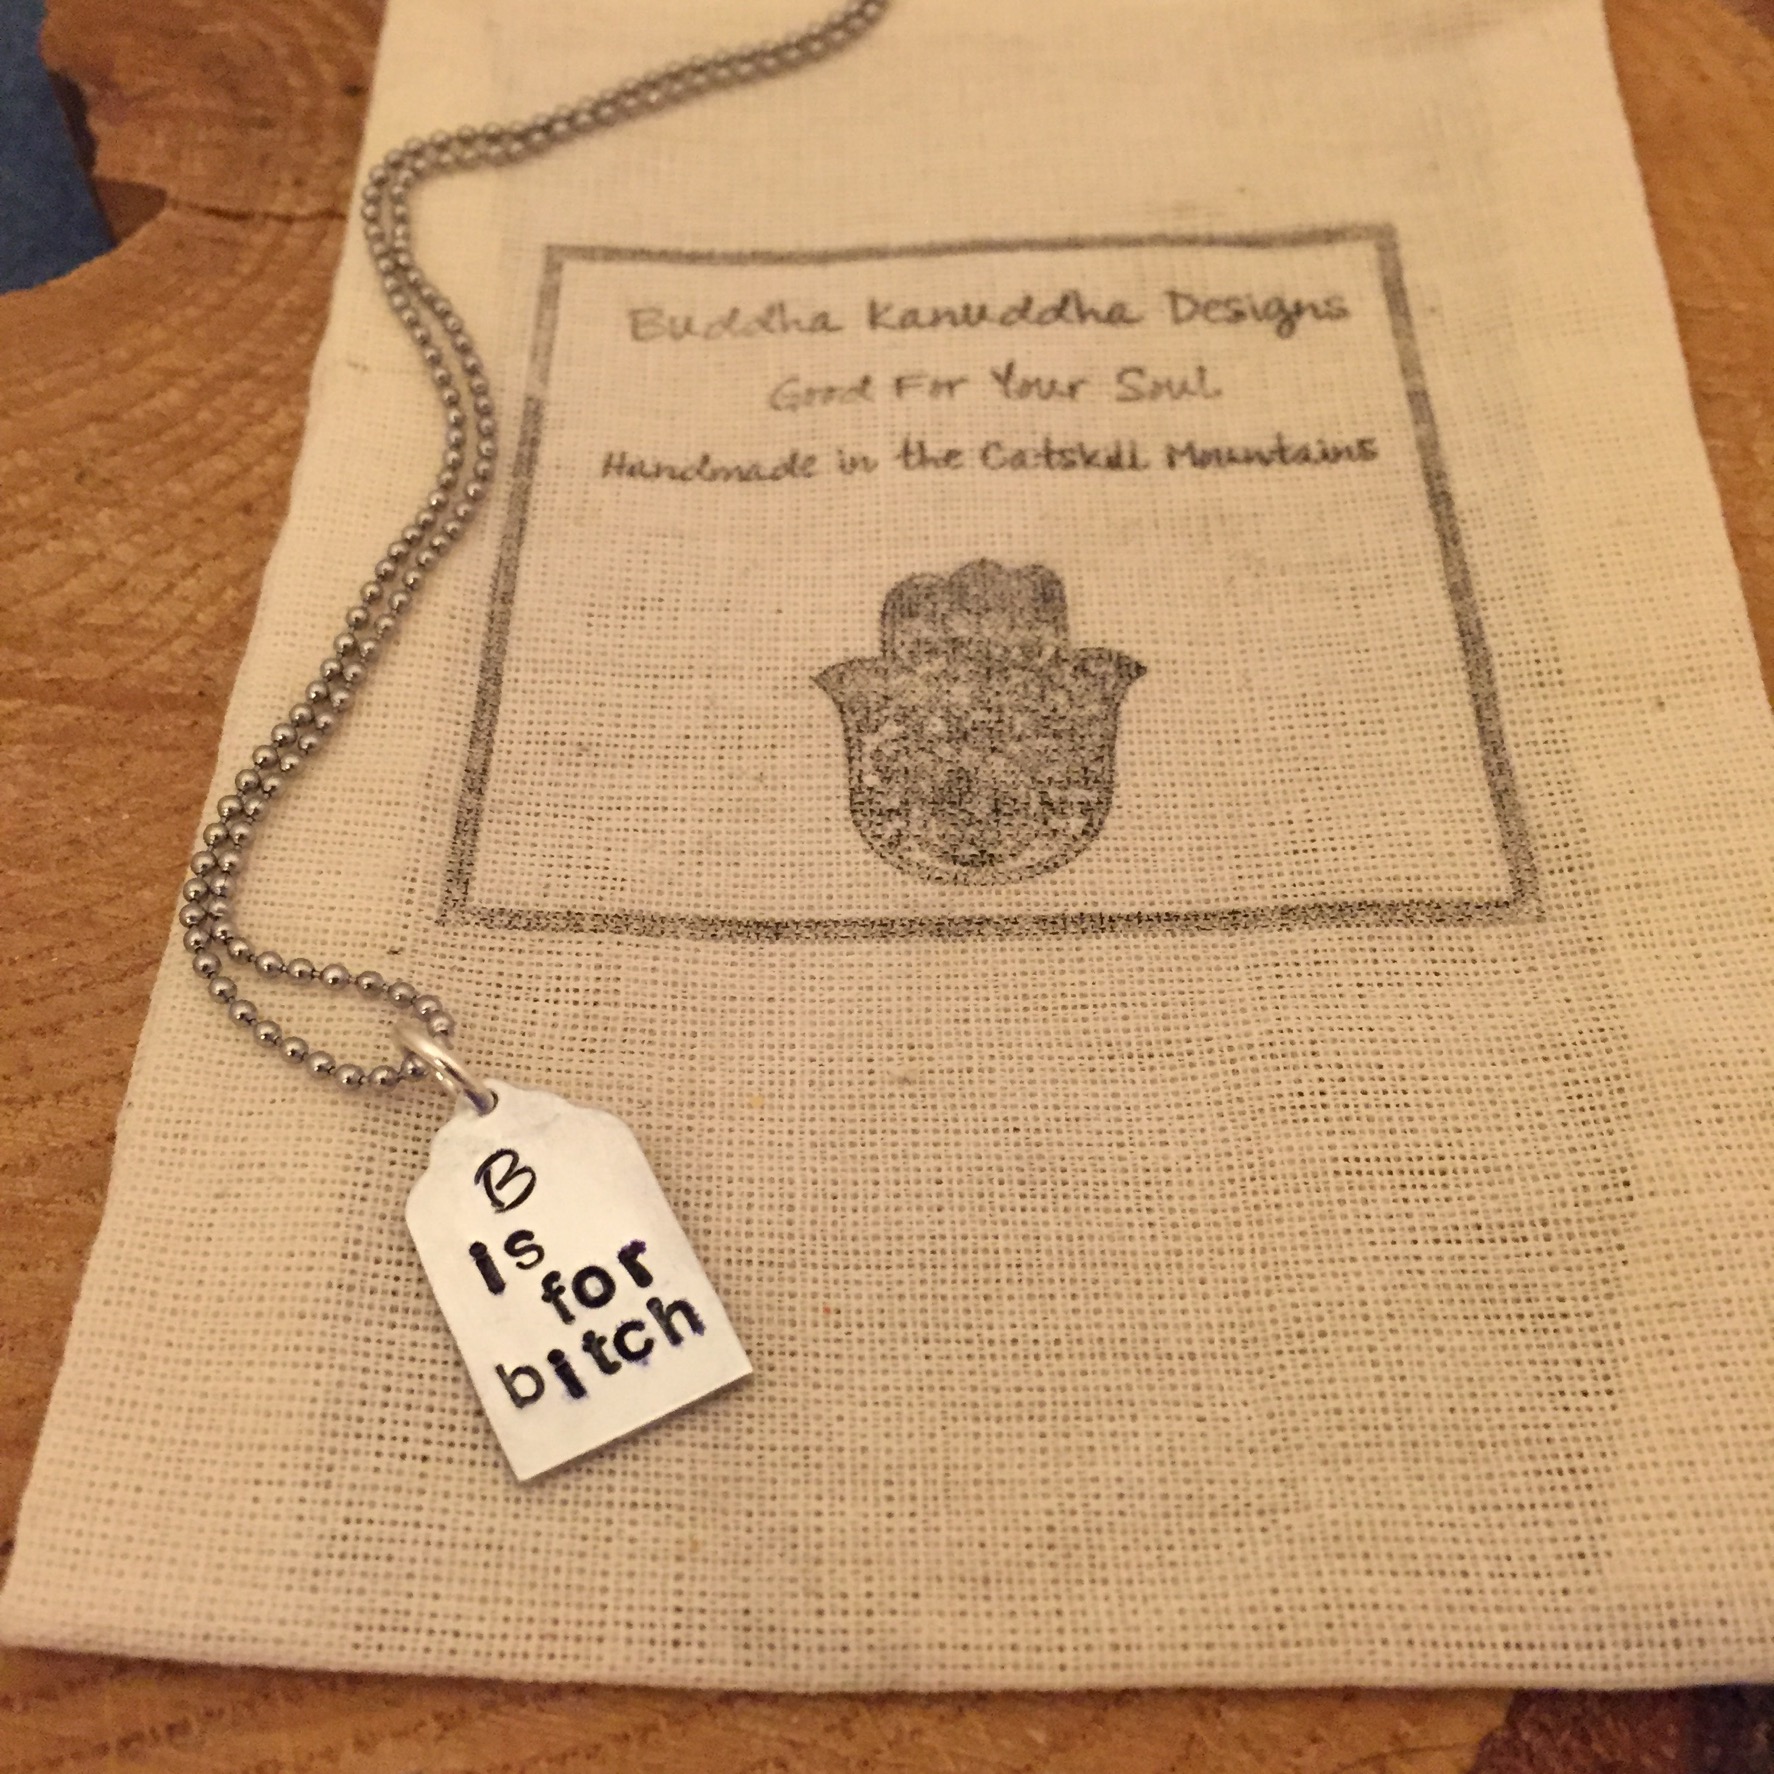 Buddha Kanuddha Designs
Good For Your Soul
Handmade in the Catskill Mountains
B
is
for
bitch